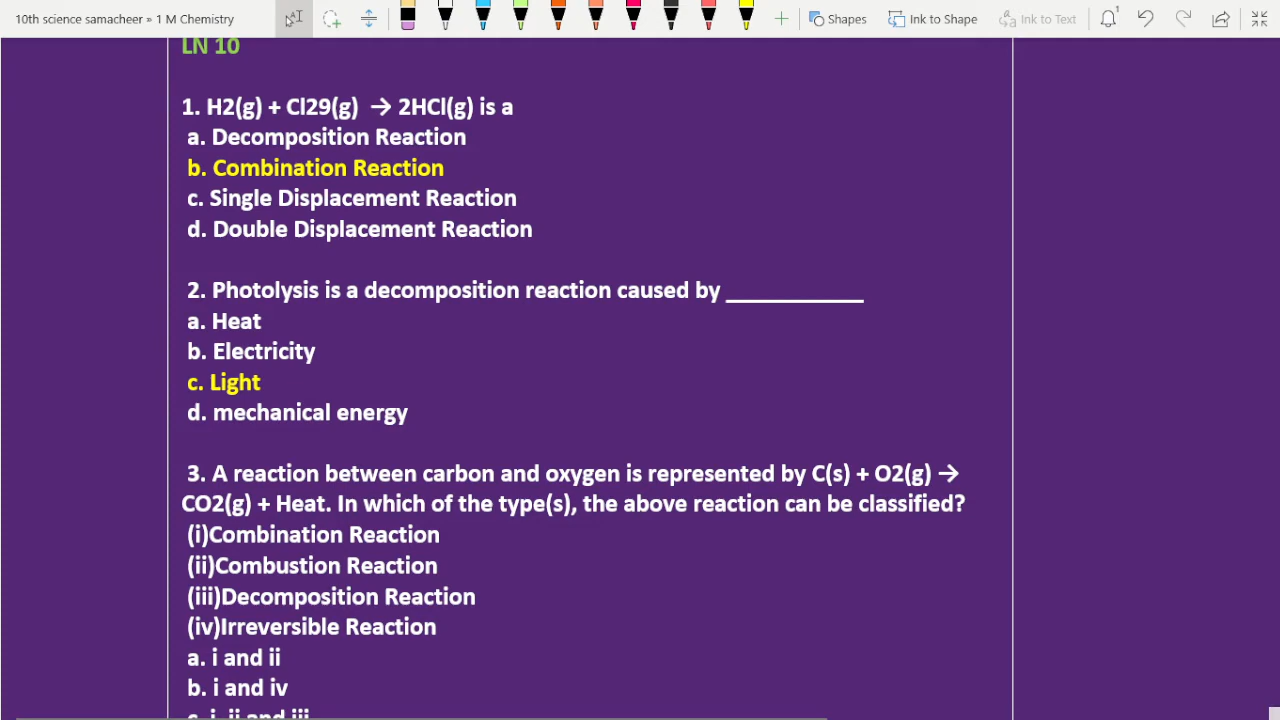 10th science samacheer » 1 M Chemistry
Shapes
Ink to Shape
Ink to Text
1
LN 10
1. H2(g) + Cl29(g) → 2HCl(g) is a
a. Decomposition Reaction
b. Combination Reaction
c. Single Displacement Reaction
d. Double Displacement Reaction
2. Photolysis is a decomposition reaction caused by ___________
a. Heat
b. Electricity
c. Light
d. mechanical energy
3. A reaction between carbon and oxygen is represented by C(s) + O2(g) →
CO2(g) + Heat. In which of the type(s), the above reaction can be classified?
(i)Combination Reaction
(ii)Combustion Reaction
(iii)Decomposition Reaction
(iv)Irreversible Reaction
a. i and ii
b. i and iv
c. i, ii and iii